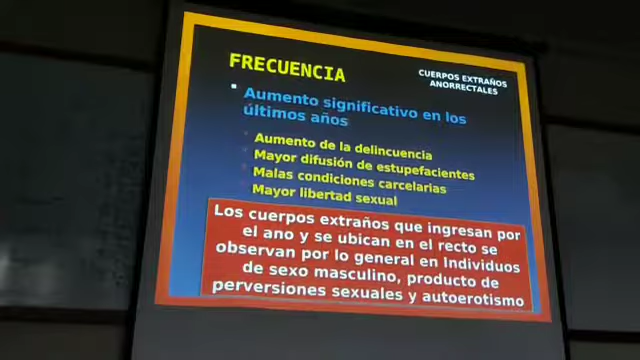 FRECUENCIA
CUERPOS EXTRAÑOS
ANORRECTALES
Aumento significativo en los
últimos años
Aumento de la delincuencia
Mayor difusión de estupefacientes
Malas condiciones carcelarias
Mayor libertad sexual
Los cuerpos extraños que ingresan por
el ano y se ubican en el recto se
observan por lo general en Individuos
de sexo masculino, producto de
perversiones sexuales y autoerotismo